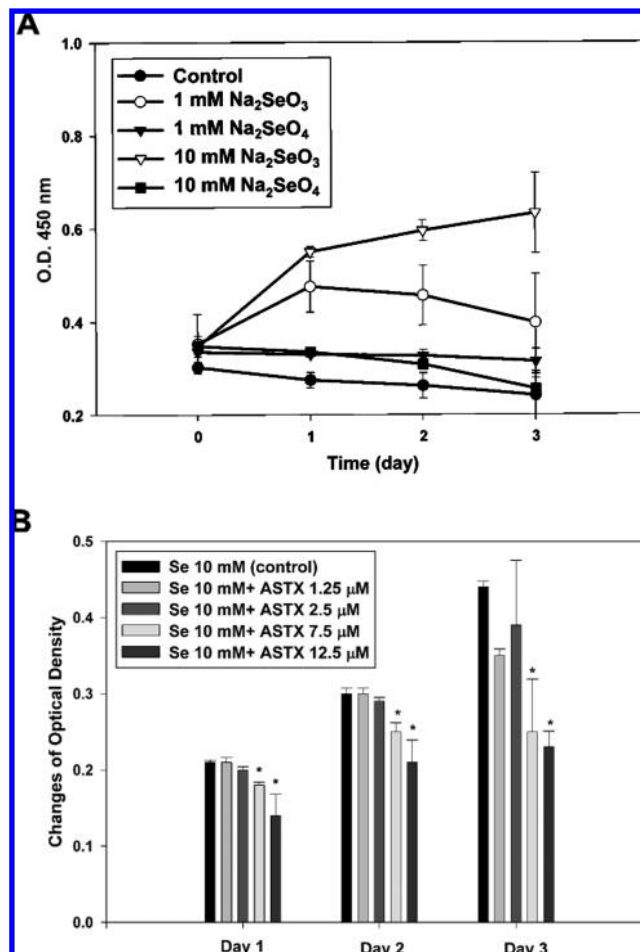 A
1.0
0.8
0.6
0.4
0.2
O.D. 450 nm
Control
1 mM Na₂SeO₃
1 mM Na₂SeO₄
10 mM Na₂SeO₃
10 mM Na₂SeO₄
0 1 2 3
Time (day)
B
0.5
0.4
0.3
0.2
0.1
0.0
Changes of Optical Density
Se 10 mM (control)
Se 10 mM+ ASTX 1.25 µM
Se 10 mM+ ASTX 2.5 µM
Se 10 mM+ ASTX 7.5 µM
Se 10 mM+ ASTX 12.5 µM
* *
* *
* *
Day 1 Day 2 Day 3